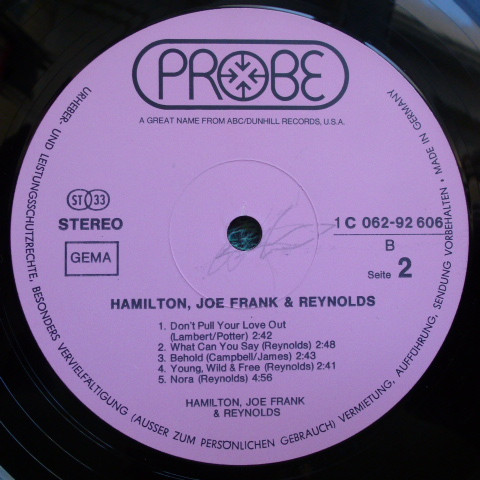 PROBE
A GREAT NAME FROM ABC/DUNHILL RECORDS, U.S.A.
ST 33
STEREO
GEMA
1 C 062-92 606
B
Seite 2
HAMILTON, JOE FRANK & REYNOLDS
1. Don't Pull Your Love Out
(Lambert/Potter) 2:42
2. What Can You Say (Reynolds) 2:48
3. Behold (Campbell/James) 2:43
4. Young, Wild & Free (Reynolds) 2:41
5. Nora (Reynolds) 4:56
HAMILTON, JOE FRANK
& REYNOLDS
URHEBER- UND LEISTUNGSSCHUTZRECHTE, BESONDERS VERVIELFÄLTIGUNG (AUSSER ZUM PERSÖNLICHEN GEBRAUCH) VERMIETUNG, AUFFÜHRUNG, SENDUNG VORBEHALTEN • MADE IN GERMANY